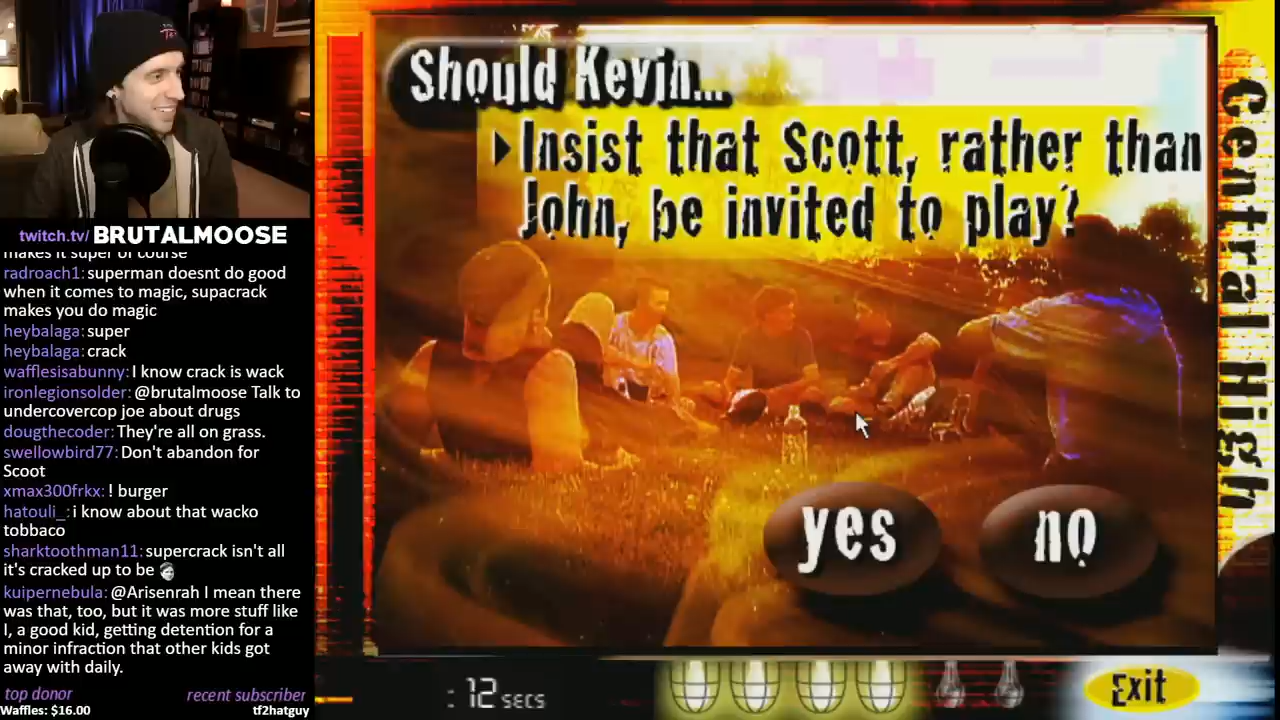 Should Kevin...
Insist that Scott, rather than
John, be invited to play?
yes
no
Central High
: 12 SECS
Exit
twitch.tv/ BRUTALMOOSE
makes it super of course
radroach1: superman doesnt do good
when it comes to magic, supacrack
makes you do magic
heybalaga: super
heybalaga: crack
wafflesisabunny: I know crack is wack
ironlegionsolder: @brutalmoose Talk to
undercovercop joe about drugs
dougthecoder: They're all on grass.
swellowbird77: Don't abandon for
Scoot
xmax300frkx: ! burger
hatouli_: i know about that wacko
tobbaco
sharktoothman11: supercrack isn't all
it's cracked up to be
kuipernebula: @Arisenrah I mean there
was that, too, but it was more stuff like
I, a good kid, getting detention for a
minor infraction that other kids got
away with daily.
top donor
Waffles: $16.00
recent subscriber
tf2hatguy